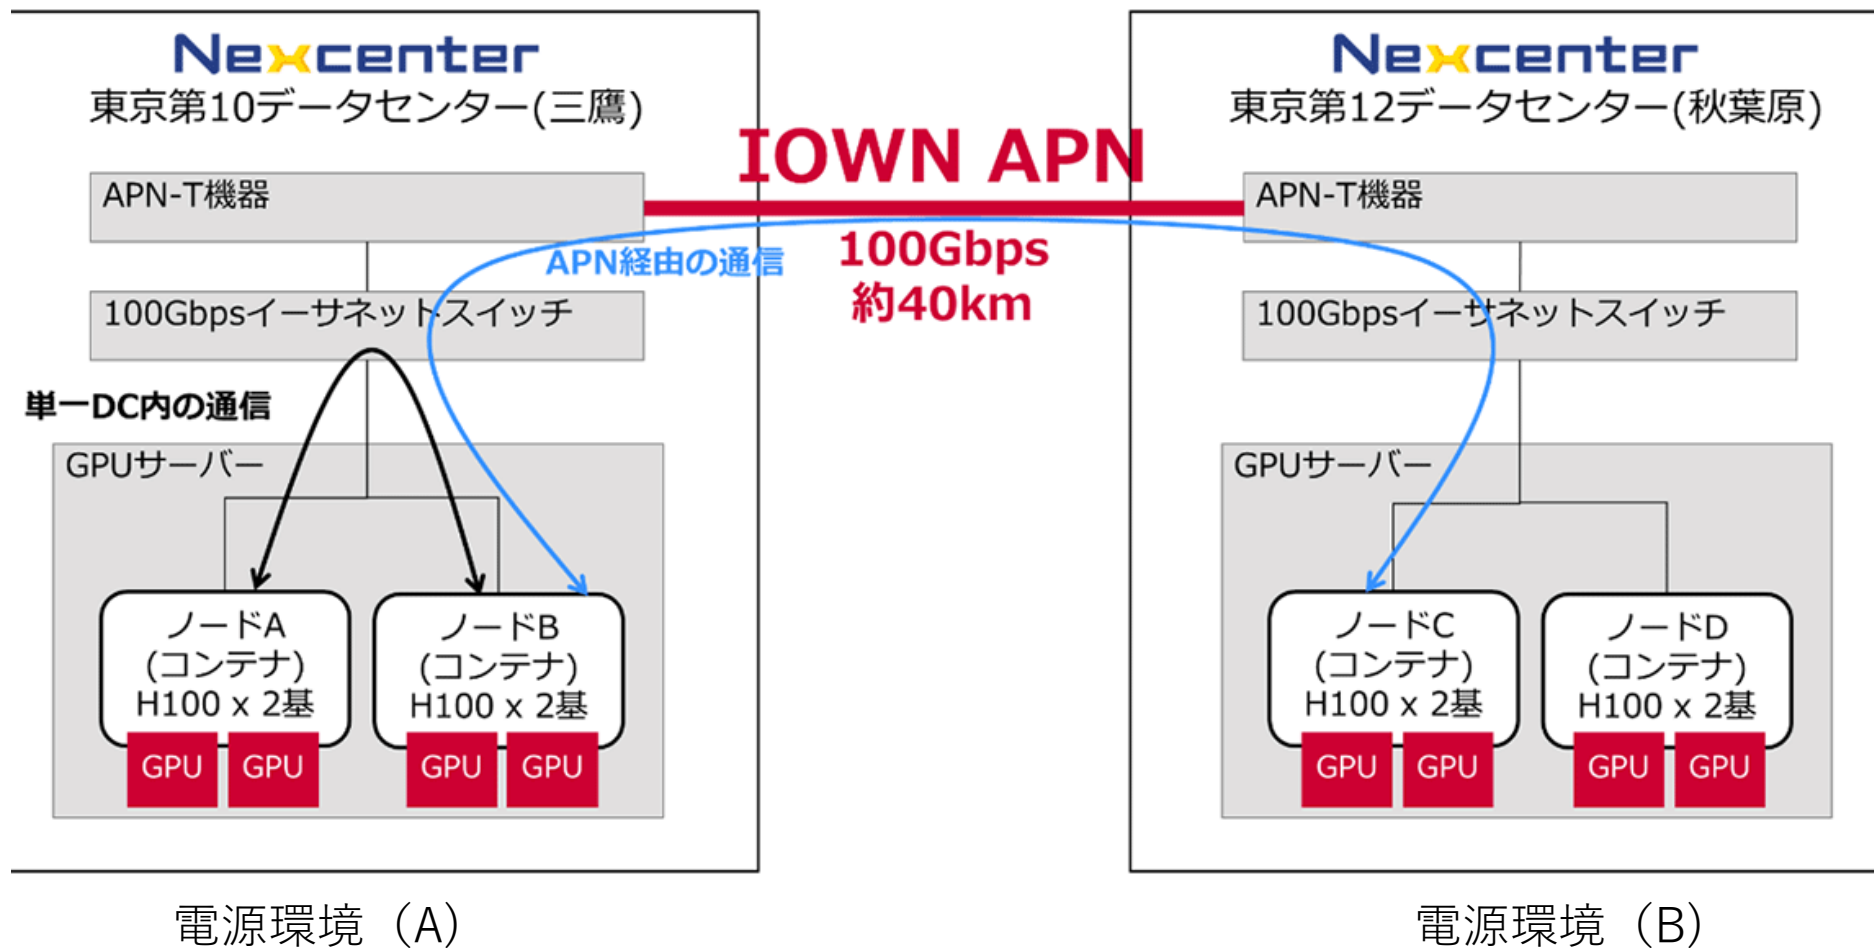 Nexcenter
東京第10データセンター(三鷹)
APN-T機器
100Gbpsイーサネットスイッチ
単一DC内の通信
GPUサーバー
ノードA
(コンテナ)
H100 x 2基
GPU GPU
ノードB
(コンテナ)
H100 x 2基
GPU GPU
電源環境（A）
IOWN APN
APN経由の通信
100Gbps
約40km
Nexcenter
東京第12データセンター(秋葉原)
APN-T機器
100Gbpsイーサネットスイッチ
GPUサーバー
ノードC
(コンテナ)
H100 x 2基
GPU GPU
ノードD
(コンテナ)
H100 x 2基
GPU GPU
電源環境（B）